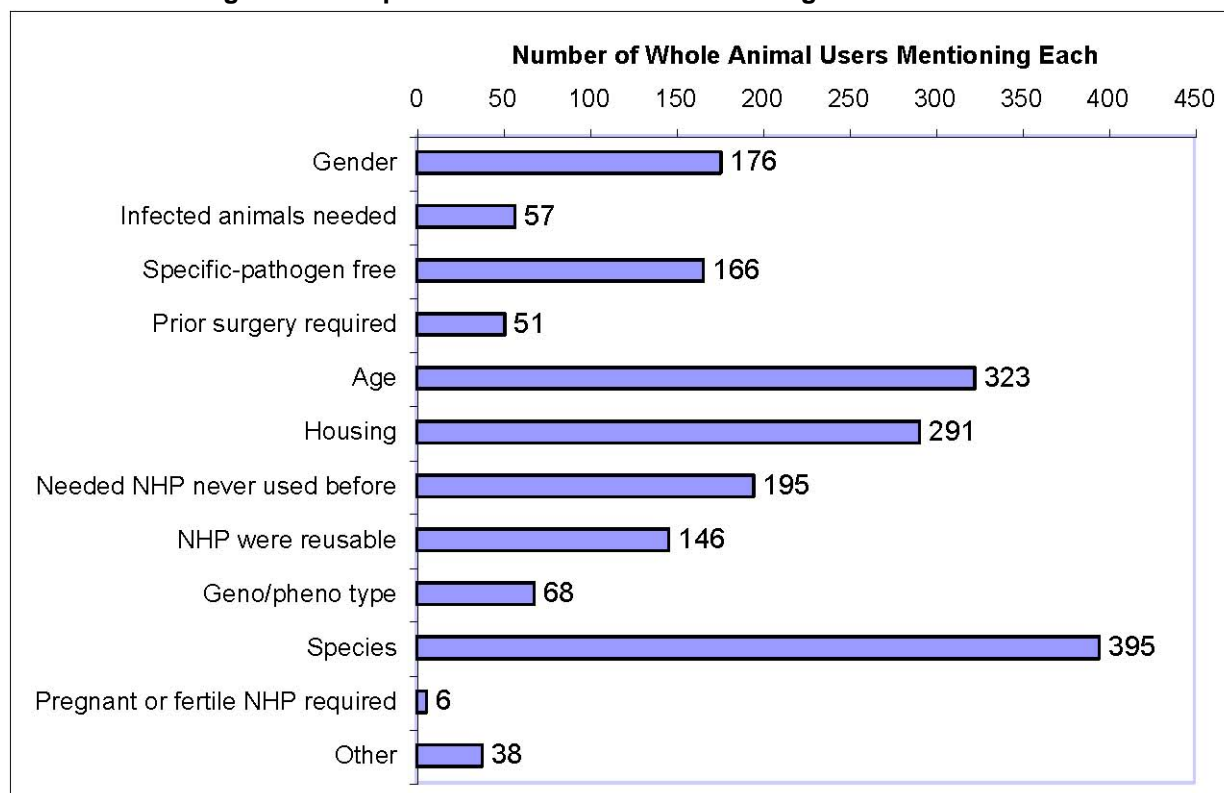 Number of Whole Animal Users Mentioning Each
0 50 100 150 200 250 300 350 400 450
Gender 176
Infected animals needed 57
Specific-pathogen free 166
Prior surgery required 51
Age 323
Housing 291
Needed NHP never used before 195
NHP were reusable 146
Geno/pheno type 68
Species 395
Pregnant or fertile NHP required 6
Other 38